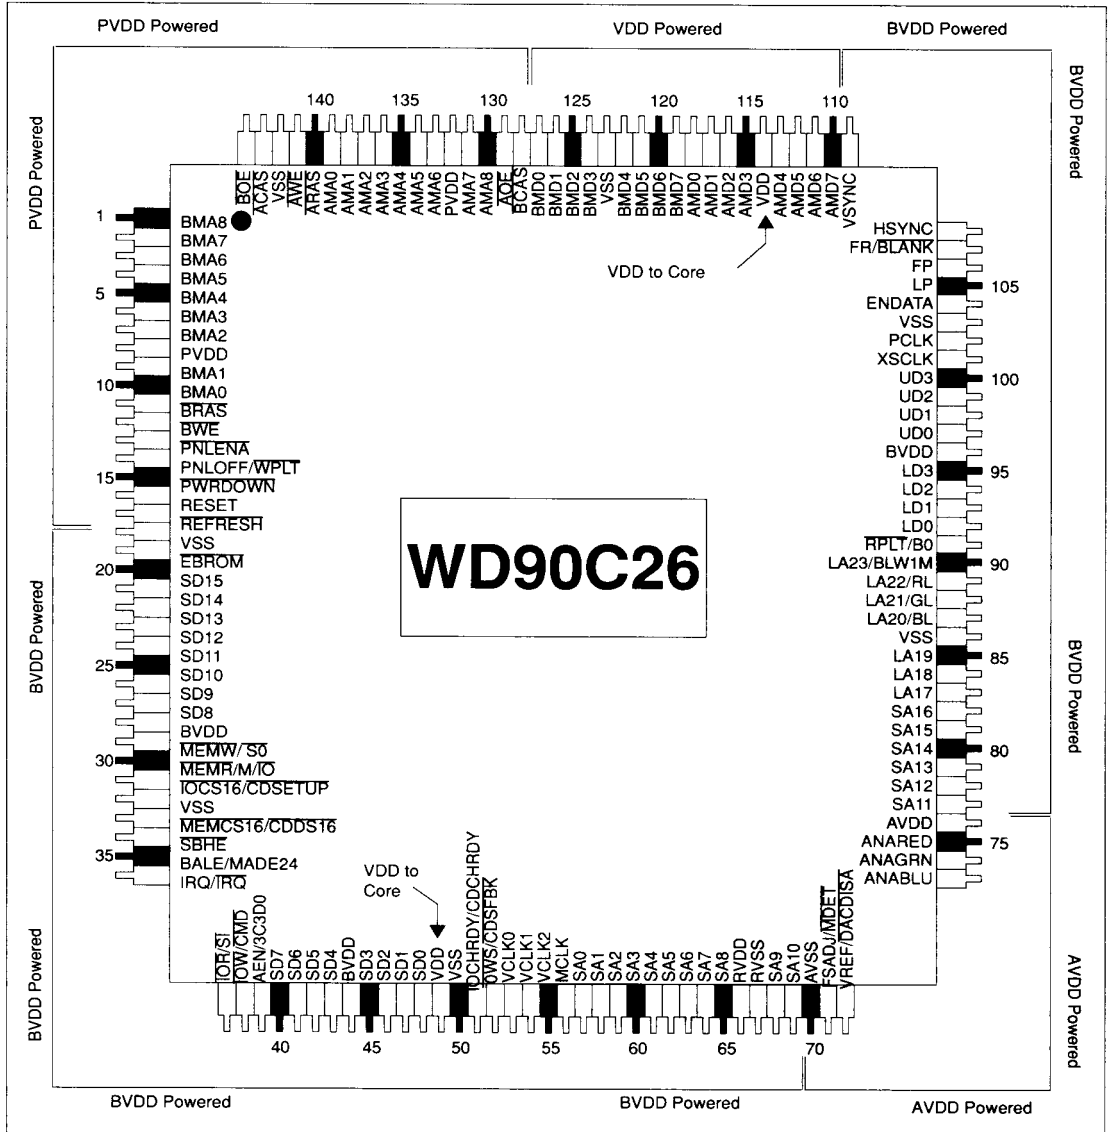 PVDD Powered
VDD Powered
BVDD Powered
BVDD Powered
PVDD Powered
140
135
130
125
120
115
110
BOE
ACAS
VSS
AWE
ARAS
AMA0
AMA1
AMA2
AMA3
AMA4
AMA5
AMA6
PVDD
AMA7
AMA8
AOE
BCAS
BMD0
BMD1
BMD2
BMD3
VSS
BMD4
BMD5
BMD6
BMD7
AMD0
AMD1
AMD2
AMD3
VDD
AMD4
AMD5
AMD6
AMD7
VSYNC
VDD to Core
1
5
10
15
20
25
30
35
BMA8
BMA7
BMA6
BMA5
BMA4
BMA3
BMA2
PVDD
BMA1
BMA0
BRAS
BWE
PNLENA
PNLOFF/WPLT
PWRDOWN
RESET
REFRESH
VSS
EBROM
SD15
SD14
SD13
SD12
SD11
SD10
SD9
SD8
BVDD
MEMW/S0
MEMR/M/IO
IOCS16/CDSETUP
VSS
MEMCS16/CDDS16
SBHE
BALE/MADE24
IRQ/IRQ
WD90C26
HSYNC
FR/BLANK
FP
LP
ENDATA
VSS
PCLK
XSCLK
UD3
UD2
UD1
UD0
BVDD
LD3
LD2
LD1
LD0
RPLT/B0
LA23/BLW1M
LA22/RL
LA21/GL
LA20/BL
VSS
LA19
LA18
LA17
SA16
SA15
SA14
SA13
SA12
SA11
AVDD
ANARED
ANAGRN
ANABLU
105
100
95
90
85
80
75
BVDD Powered
BVDD Powered
BVDD Powered
AVDD Powered
VDD to
Core
IOR/SI
IOW/CMD
AEN/3C3D0
SD7
SD6
SD5
SD4
BVDD
SD3
SD2
SD1
SD0
VDD
VSS
IOCHRDY/CDCHRDY
0WS/CDSFBK
VCLK0
VCLK1
VCLK2
MCLK
SA0
SA1
SA2
SA3
SA4
SA5
SA6
SA7
SA8
RVDD
RVSS
SA9
SA10
AVSS
FSADJ/MDET
VREF/DACDISA
40
45
50
55
60
65
70
BVDD Powered
BVDD Powered
AVDD Powered